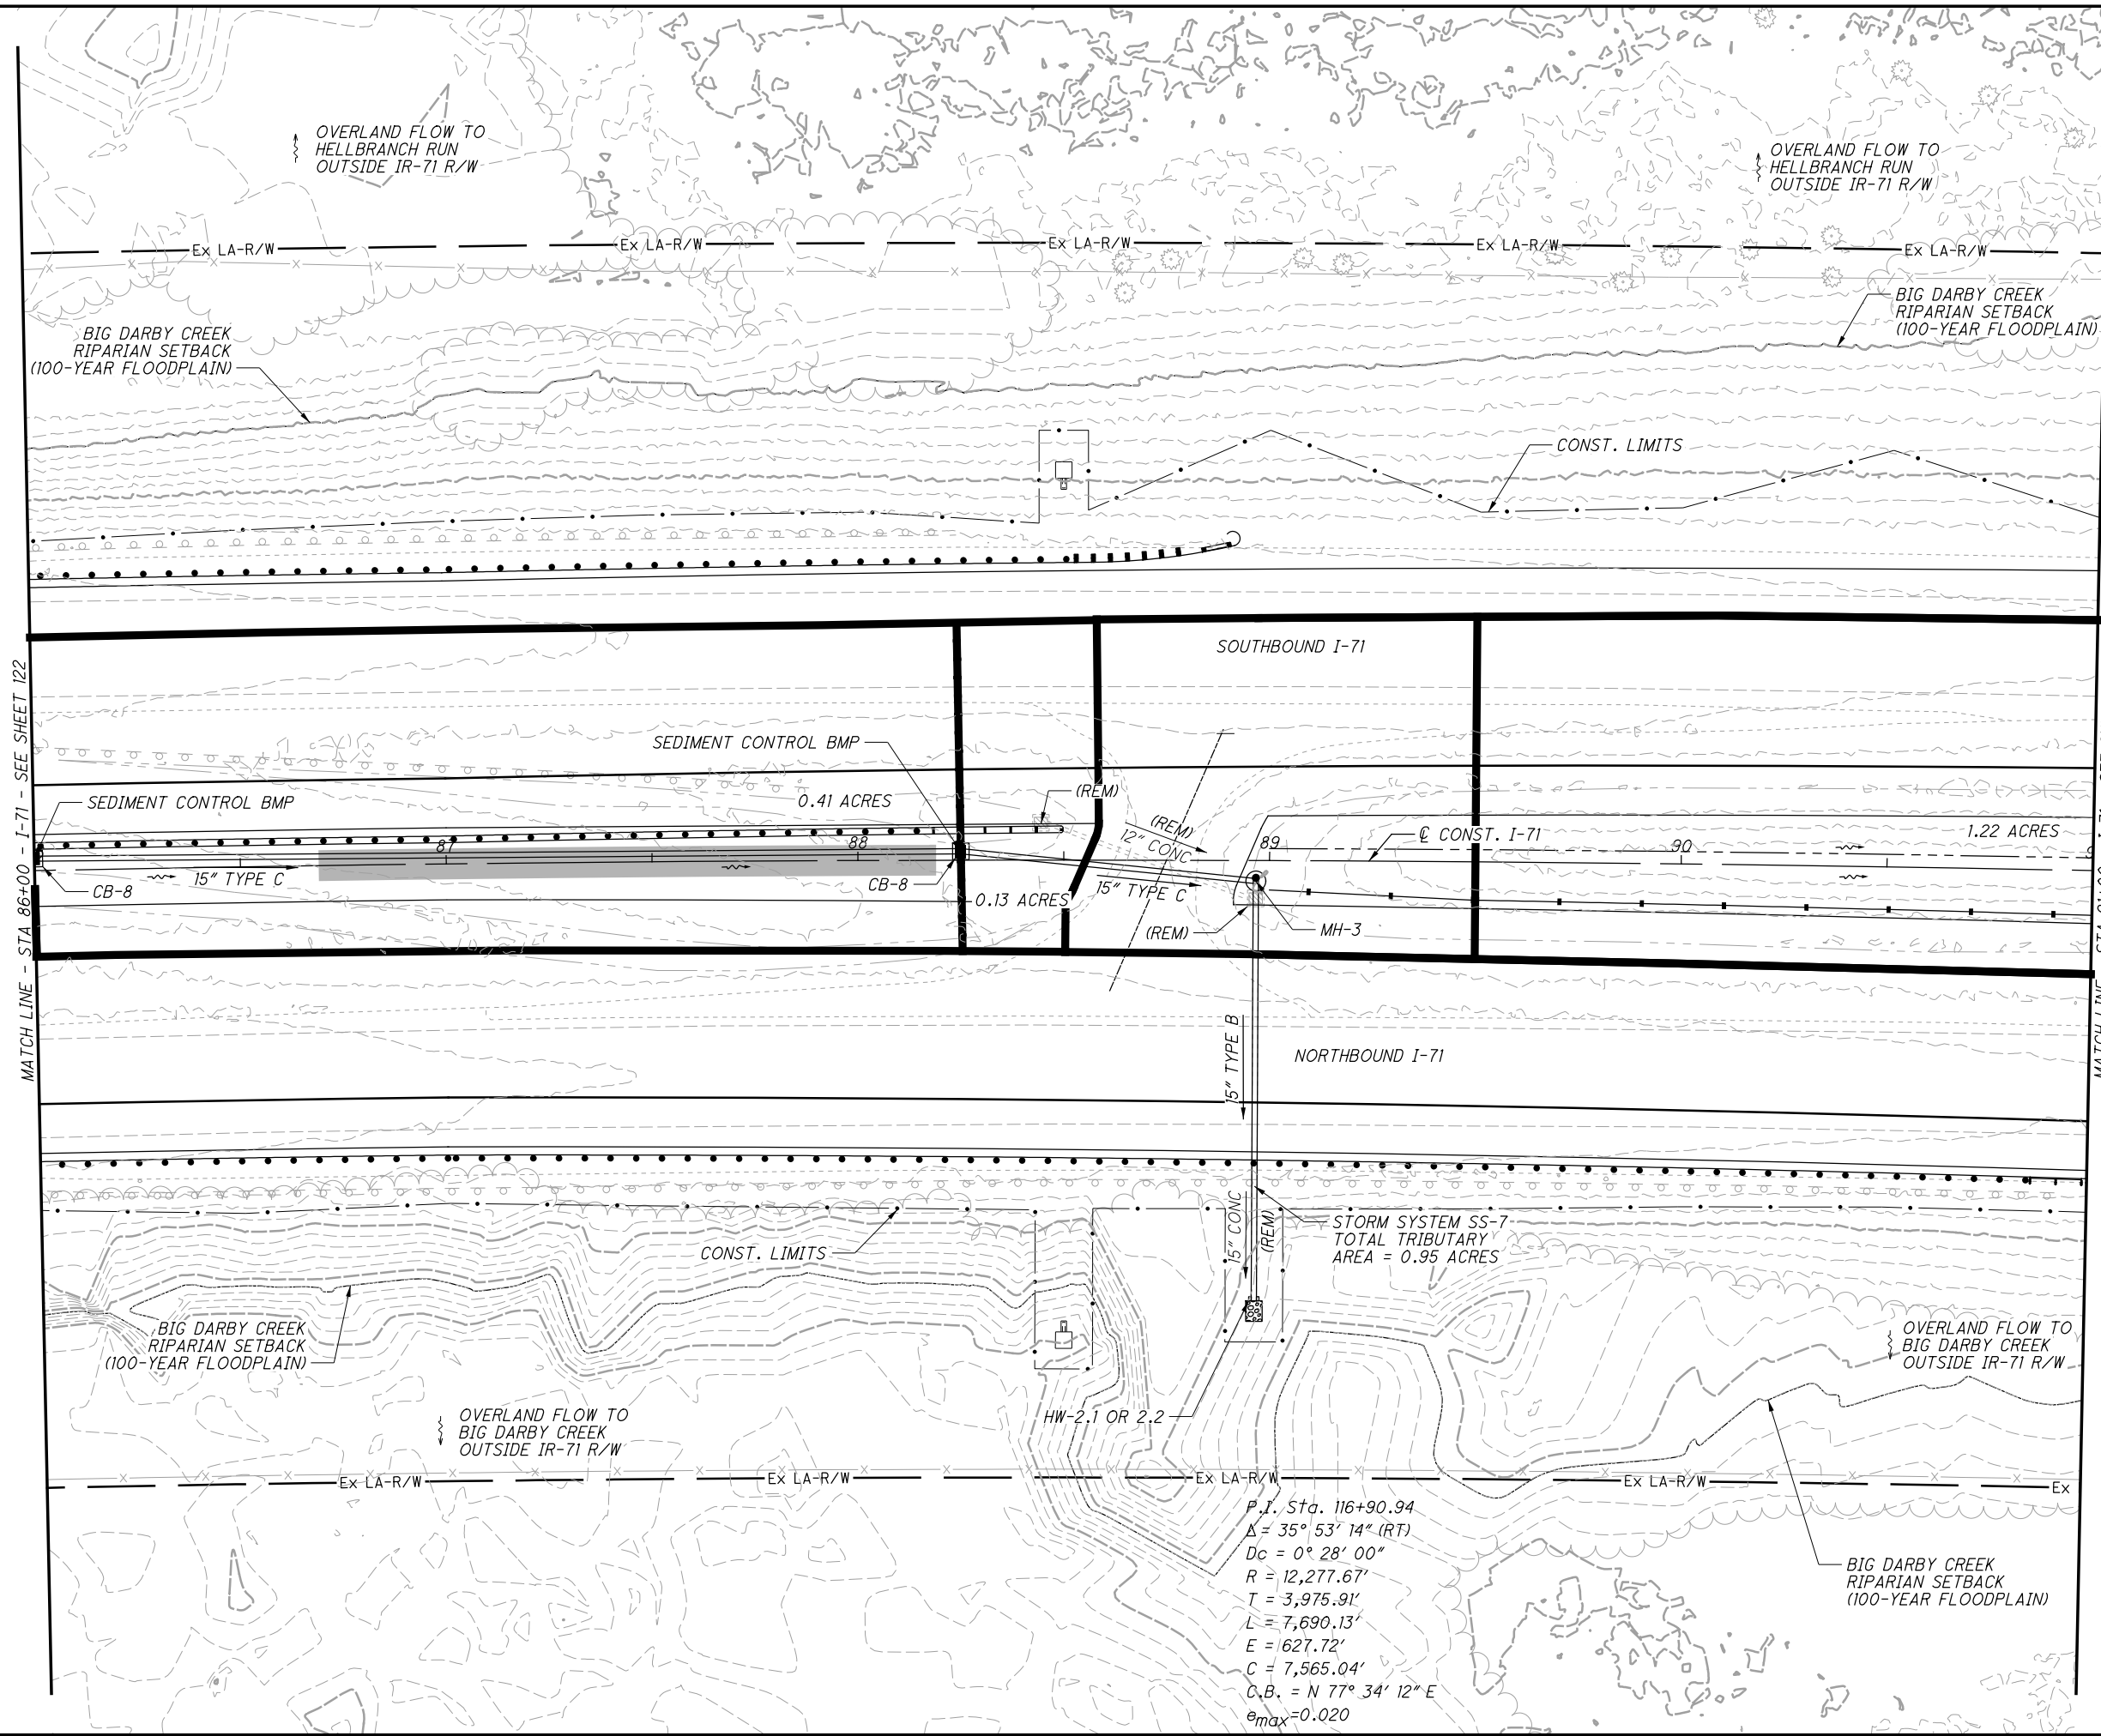 OVERLAND FLOW TO
HELLBRANCH RUN
OUTSIDE IR-71 R/W
OVERLAND FLOW TO
HELLBRANCH RUN
OUTSIDE IR-71 R/W
Ex LA-R/W
Ex LA-R/W
Ex LA-R/W
Ex LA-R/W
Ex LA-R/W
BIG DARBY CREEK
RIPARIAN SETBACK
(100-YEAR FLOODPLAIN)
BIG DARBY CREEK
RIPARIAN SETBACK
(100-YEAR FLOODPLAIN)
CONST. LIMITS
SOUTHBOUND I-71
MATCH LINE - STA 86+00 - I-71 - SEE SHEET 122
SEDIMENT CONTROL BMP
SEDIMENT CONTROL BMP
0.41 ACRES
(REM)
(REM)
12" CONC
℄ CONST. I-71
1.22 ACRES
87
88
89
90
15" TYPE C
CB-8
CB-8
0.13 ACRES
15" TYPE C
(REM)
MH-3
15" TYPE B
NORTHBOUND I-71
15" CONC
(REM)
STORM SYSTEM SS-7
TOTAL TRIBUTARY
AREA = 0.95 ACRES
CONST. LIMITS
BIG DARBY CREEK
RIPARIAN SETBACK
(100-YEAR FLOODPLAIN)
OVERLAND FLOW TO
BIG DARBY CREEK
OUTSIDE IR-71 R/W
OVERLAND FLOW TO
BIG DARBY CREEK
OUTSIDE IR-71 R/W
HW-2.1 OR 2.2
Ex LA-R/W
Ex LA-R/W
Ex LA-R/W
Ex LA-R/W
Ex
P.I. Sta. 116+90.94
Δ = 35° 53' 14" (RT)
Dc = 0° 28' 00"
R = 12,277.67'
T = 3,975.91'
L = 7,690.13'
E = 627.72'
C = 7,565.04'
C.B. = N 77° 34' 12" E
emax=0.020
BIG DARBY CREEK
RIPARIAN SETBACK
(100-YEAR FLOODPLAIN)